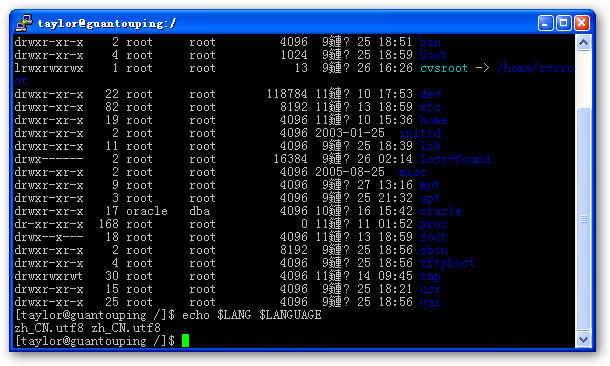 taylor@guantouping:/
drwxr-xr-x 2 root root 4096 9鏈? 25 18:51 bin
drwxr-xr-x 4 root root 1024 9鏈? 25 18:59 boot
lrwxrwxrwx 1 root root 13 9鏈? 26 16:26 cvsroot -> /home/cvsro
ot
drwxr-xr-x 22 root root 118784 11鏈? 10 17:53 dev
drwxr-xr-x 82 root root 8192 11鏈? 13 18:59 etc
drwxr-xr-x 19 root root 4096 11鏈? 10 15:36 home
drwxr-xr-x 2 root root 4096 2003-01-25 initrd
drwxr-xr-x 11 root root 4096 9鏈? 25 18:39 lib
drwx------ 2 root root 16384 9鏈? 26 02:14 lost+found
drwxr-xr-x 2 root root 4096 2005-08-25 misc
drwxr-xr-x 9 root root 4096 9鏈? 27 13:16 mnt
drwxr-xr-x 3 root root 4096 9鏈? 25 21:32 opt
drwxr-xr-x 17 oracle dba 4096 10鏈? 16 15:42 oracle
dr-xr-xr-x 168 root root 0 11鏈? 11 01:52 proc
drwx--x--- 18 root root 4096 11鏈? 13 18:59 root
drwxr-xr-x 2 root root 8192 9鏈? 25 18:56 sbin
drwxr-xr-x 4 root root 4096 9鏈? 25 18:56 tftpboot
drwxrwxrwt 30 root root 4096 11鏈? 14 09:45 tmp
drwxr-xr-x 15 root root 4096 9鏈? 25 18:21 usr
drwxr-xr-x 25 root root 4096 9鏈? 25 18:56 var
[taylor@guantouping /]$ echo $LANG $LANGUAGE
zh_CN.utf8 zh_CN.utf8
[taylor@guantouping /]$